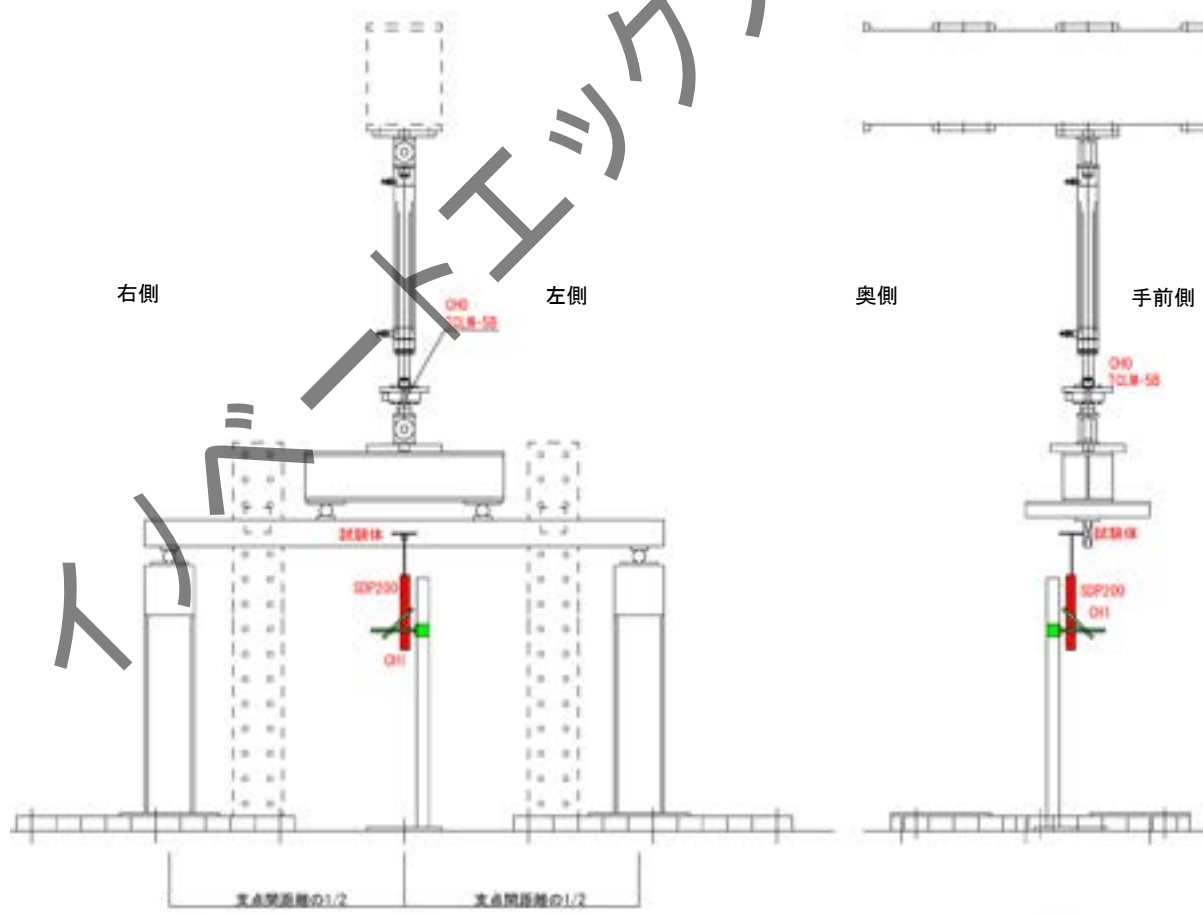 イノベートエックス
右側
左側
CH0
TCLM-5B
試験体
SDP200
CH1
支点間距離の1/2
支点間距離の1/2
奥側
手前側
CH0
TCLM-5B
試験体
SDP200
CH1